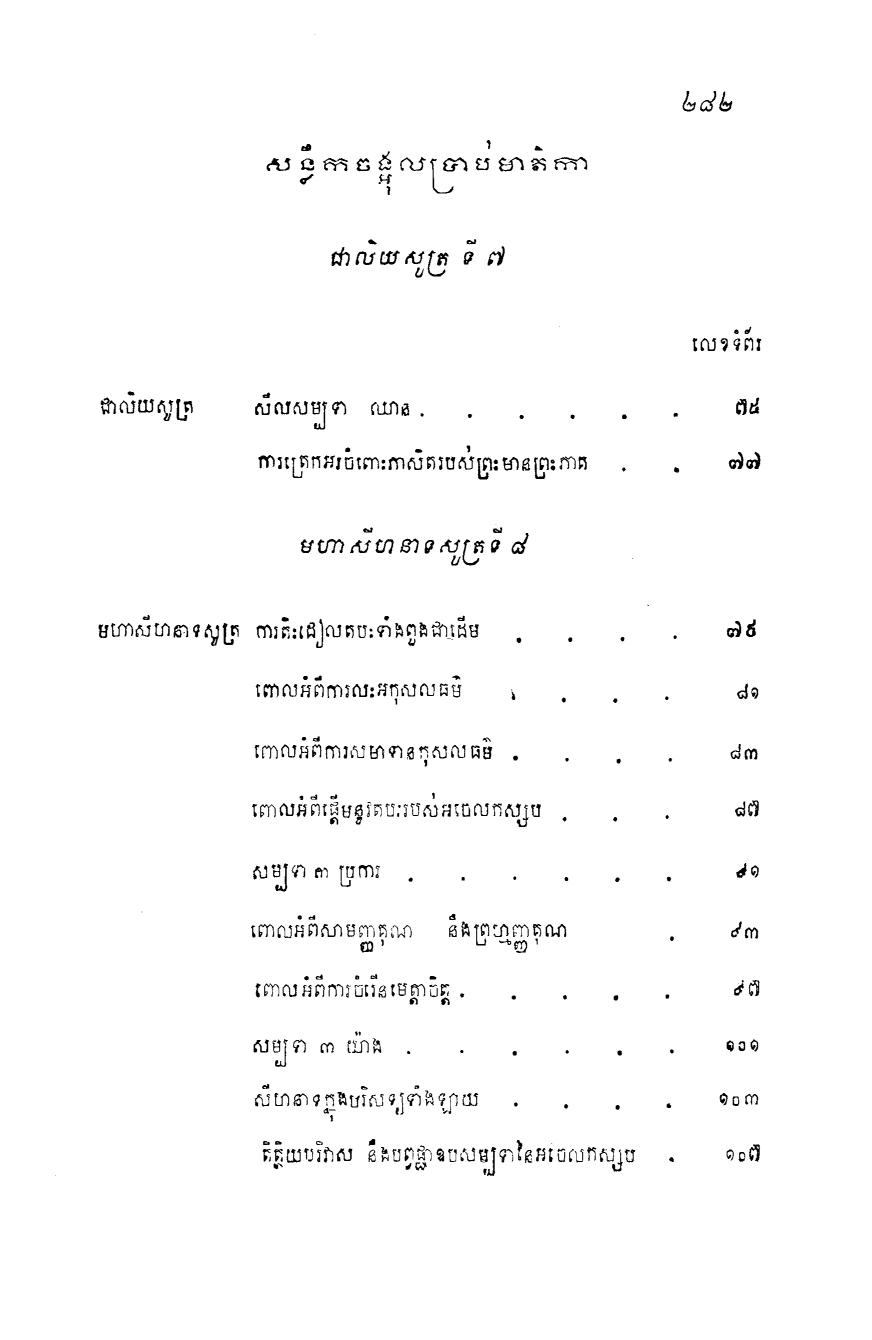 ២៨២
សន្លឹកចង្អុលប្រាប់មាតិកា
ជាលិយសូត្រ ទី ៧
លេខទំព័រ
ជាលិយសូត្រ សីលសម្បទា ឈាន . . . . . . ៧៥
ការត្រេកអរចំពោះភាសិតរបស់ព្រះមានព្រះភាគ . . ៧៧
មហាសីហនាទសូត្រទី ៨
មហាសីហនាទសូត្រ ការតិះដៀលតបៈទាំងពួងជាដើម . . . . ៧៩
ពោលអំពីការលះអកុសលធម៌ . . . . ៨១
ពោលអំពីការសមាទានកុសលធម៌ . . . . ៨៣
ពោលអំពីផ្តើមនូវតបៈរបស់អចេលកស្សប . . . ៨៧
សម្បទា ៣ ប្រការ . . . . . . ៩១
ពោលអំពីសាមញ្ញគុណ នឹងព្រហ្មញ្ញគុណ . ៩៣
ពោលអំពីការចំរើនមេត្តាចិត្ត . . . . . ៩៧
សម្បទា ៣ យ៉ាង . . . . . . ១០១
សីហនាទក្នុងបរិសទ្យទាំងឡាយ . . . . ១០៣
តិត្ថិយបរិវាស នឹងបព្វជ្ជាឧបសម្បទានៃអចេលកស្សប . ១០៧